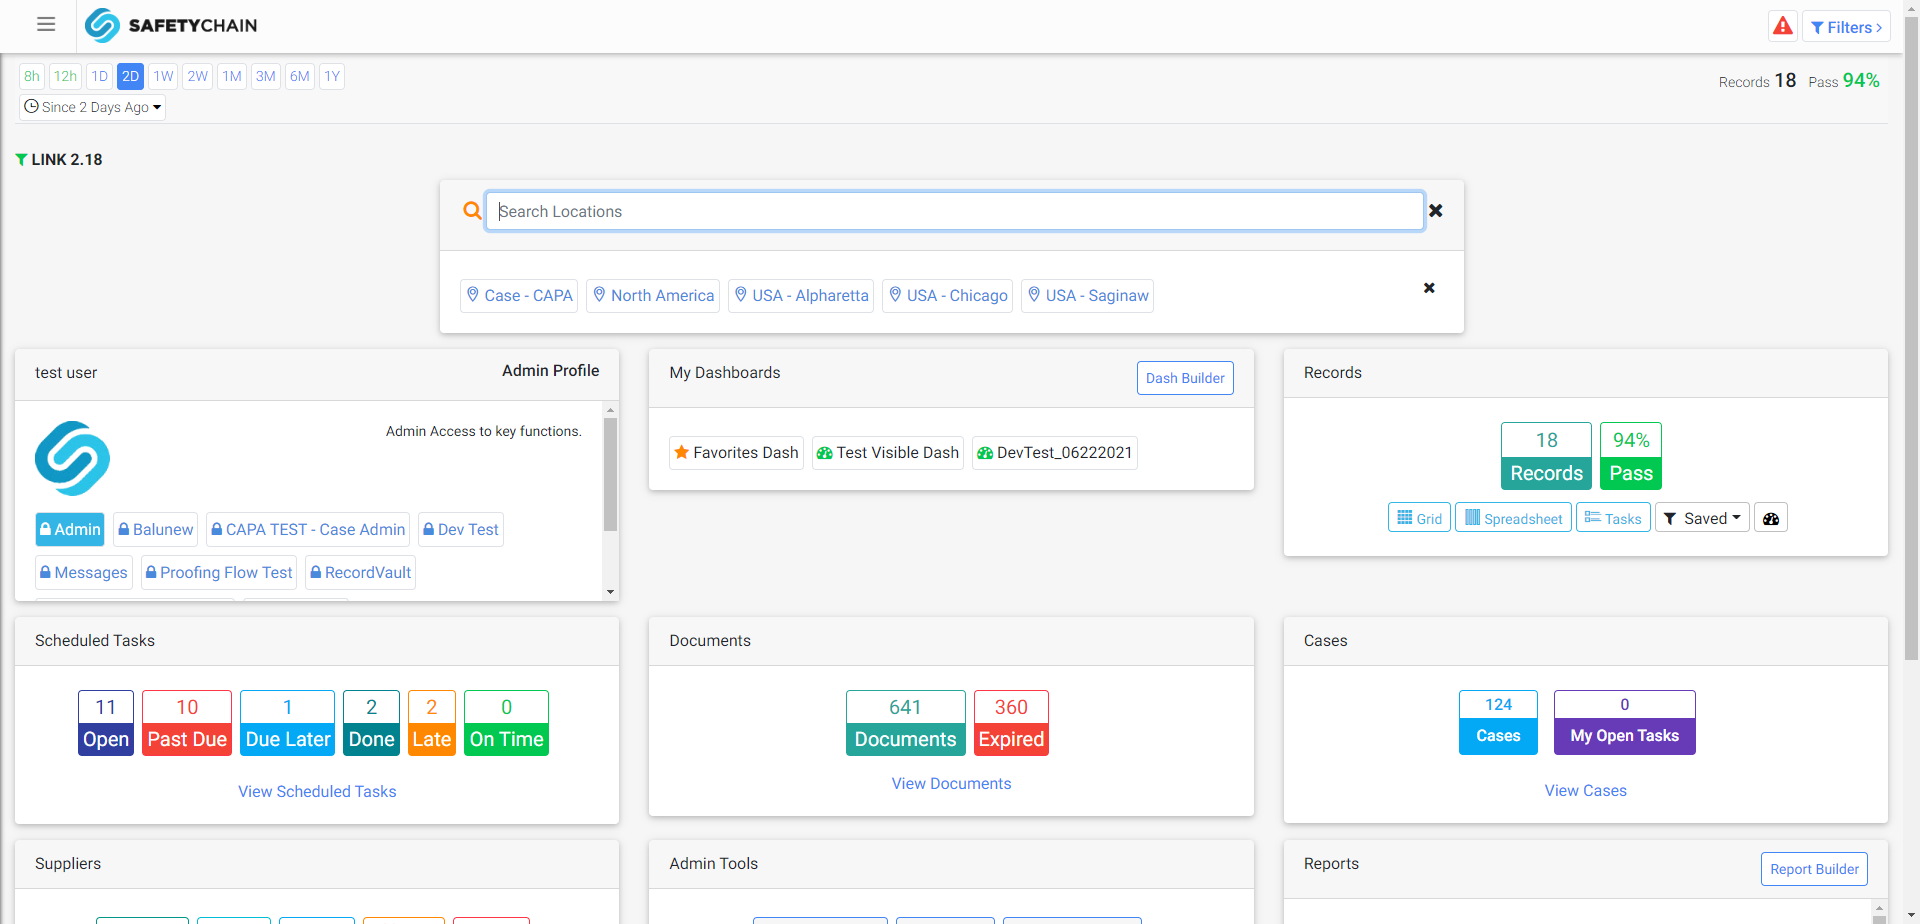 SAFETYCHAIN
Filters
8h 12h 1D 2D 1W 2W 1M 3M 6M 1Y
Records 18 Pass 94%
Since 2 Days Ago
LINK 2.18
Search Locations
Case - CAPA North America USA - Alpharetta USA - Chicago USA - Saginaw
test user
Admin Profile
Admin Access to key functions.
Admin Balunew CAPA TEST - Case Admin Dev Test
Messages Proofing Flow Test RecordVault
My Dashboards
Dash Builder
Favorites Dash Test Visible Dash DevTest_06222021
Records
18 94%
Records Pass
Grid Spreadsheet Tasks Saved
Scheduled Tasks
11 10 1 2 2 0
Open Past Due Due Later Done Late On Time
View Scheduled Tasks
Documents
641 360
Documents Expired
View Documents
Cases
124 0
Cases My Open Tasks
View Cases
Suppliers
Admin Tools
Reports
Report Builder